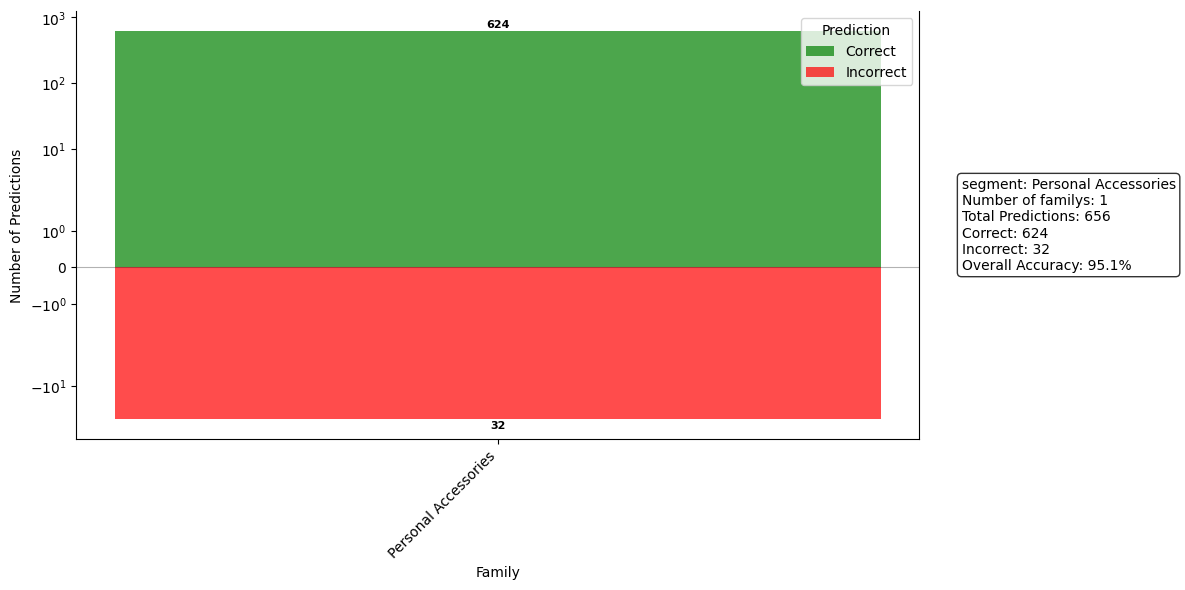 10³
10²
10¹
10⁰
0
−10⁰
−10¹
Number of Predictions
624
32
Prediction
Correct
Incorrect
Personal Accessories
Family
segment: Personal Accessories
Number of familys: 1
Total Predictions: 656
Correct: 624
Incorrect: 32
Overall Accuracy: 95.1%